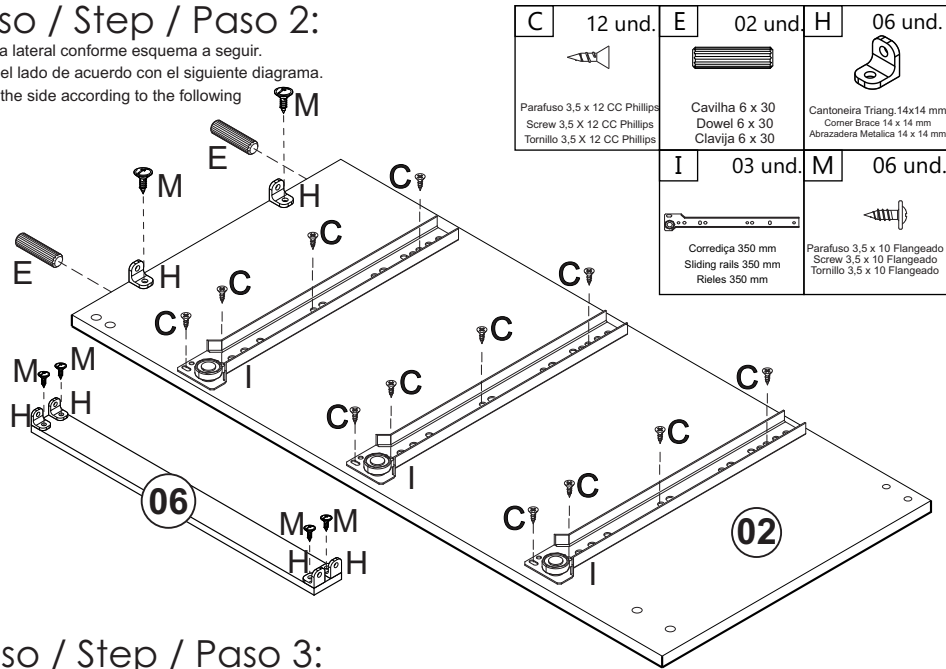 so / Step / Paso 2:
a lateral conforme esquema a seguir.
el lado de acuerdo con el siguiente diagrama.
the side according to the following
C 12 und.
Parafuso 3,5 x 12 CC Phillips
Screw 3,5 X 12 CC Phillips
Tornillo 3,5 X 12 CC Phillips
E 02 und.
Cavilha 6 x 30
Dowel 6 x 30
Clavija 6 x 30
H 06 und.
Cantoneira Triang.14x14 mm
Corner Brace 14 x 14 mm
Abrazadera Metalica 14 x 14 mm
I 03 und.
Corrediça 350 mm
Sliding rails 350 mm
Rieles 350 mm
M 06 und.
Parafuso 3,5 x 10 Flangeado
Screw 3,5 x 10 Flangeado
Tornillo 3,5 x 10 Flangeado
M
E
M
H
C
E
H
C
C
C
C
I
C
C
C
I
C
C
C
C
I
M M
H H
06
M M
H H
02
so / Step / Paso 3: